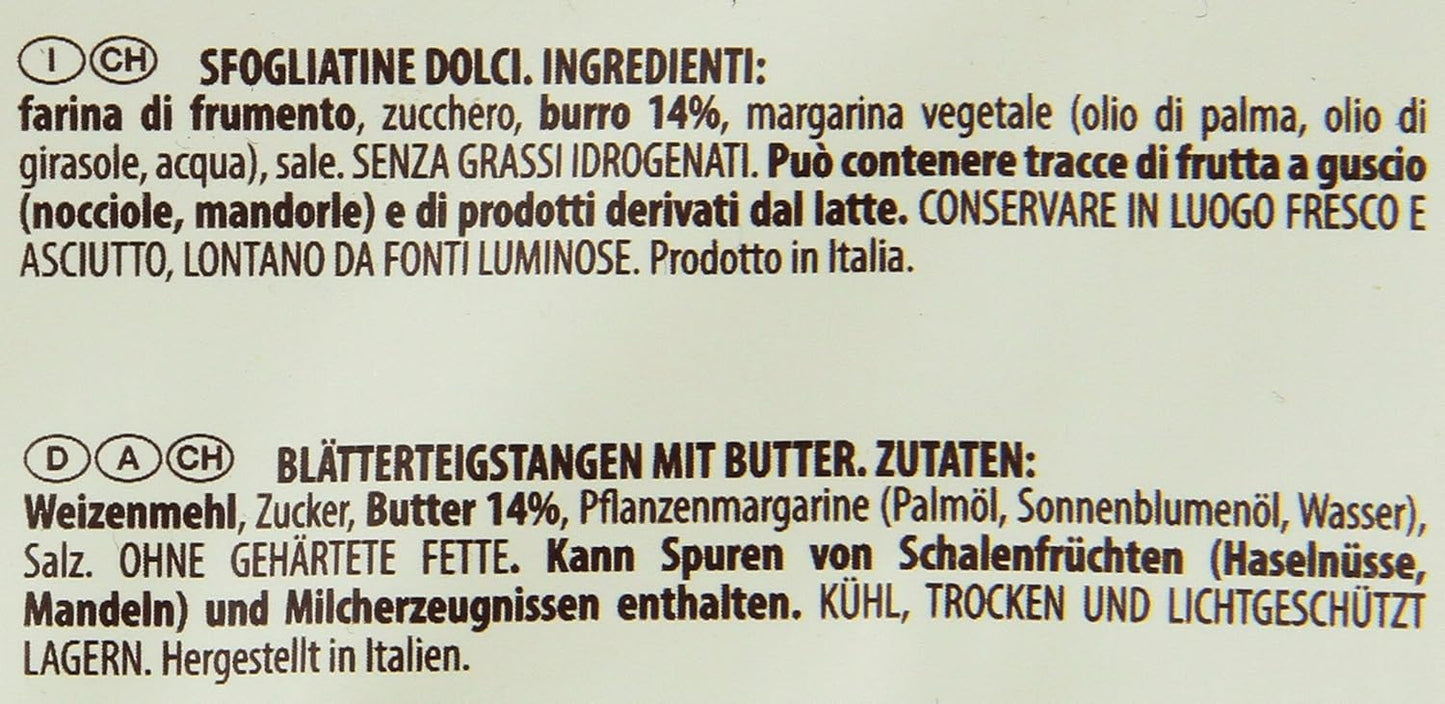 I CH SFOGLIATINE DOLCI. INGREDIENTI:
farina di frumento, zucchero, burro 14%, margarina vegetale (olio di palma, olio di
girasole, acqua), sale. SENZA GRASSI IDROGENATI. Può contenere tracce di frutta a guscio
(nocciole, mandorle) e di prodotti derivati dal latte. CONSERVARE IN LUOGO FRESCO E
ASCIUTTO, LONTANO DA FONTI LUMINOSE. Prodotto in Italia.
D A CH BLÄTTERTEIGSTANGEN MIT BUTTER. ZUTATEN:
Weizenmehl, Zucker, Butter 14%, Pflanzenmargarine (Palmöl, Sonnenblumenöl, Wasser),
Salz. OHNE GEHÄRTETE FETTE. Kann Spuren von Schalenfrüchten (Haselnüsse,
Mandeln) und Milcherzeugnissen enthalten. KÜHL, TROCKEN UND LICHTGESCHÜTZT
LAGERN. Hergestellt in Italien.